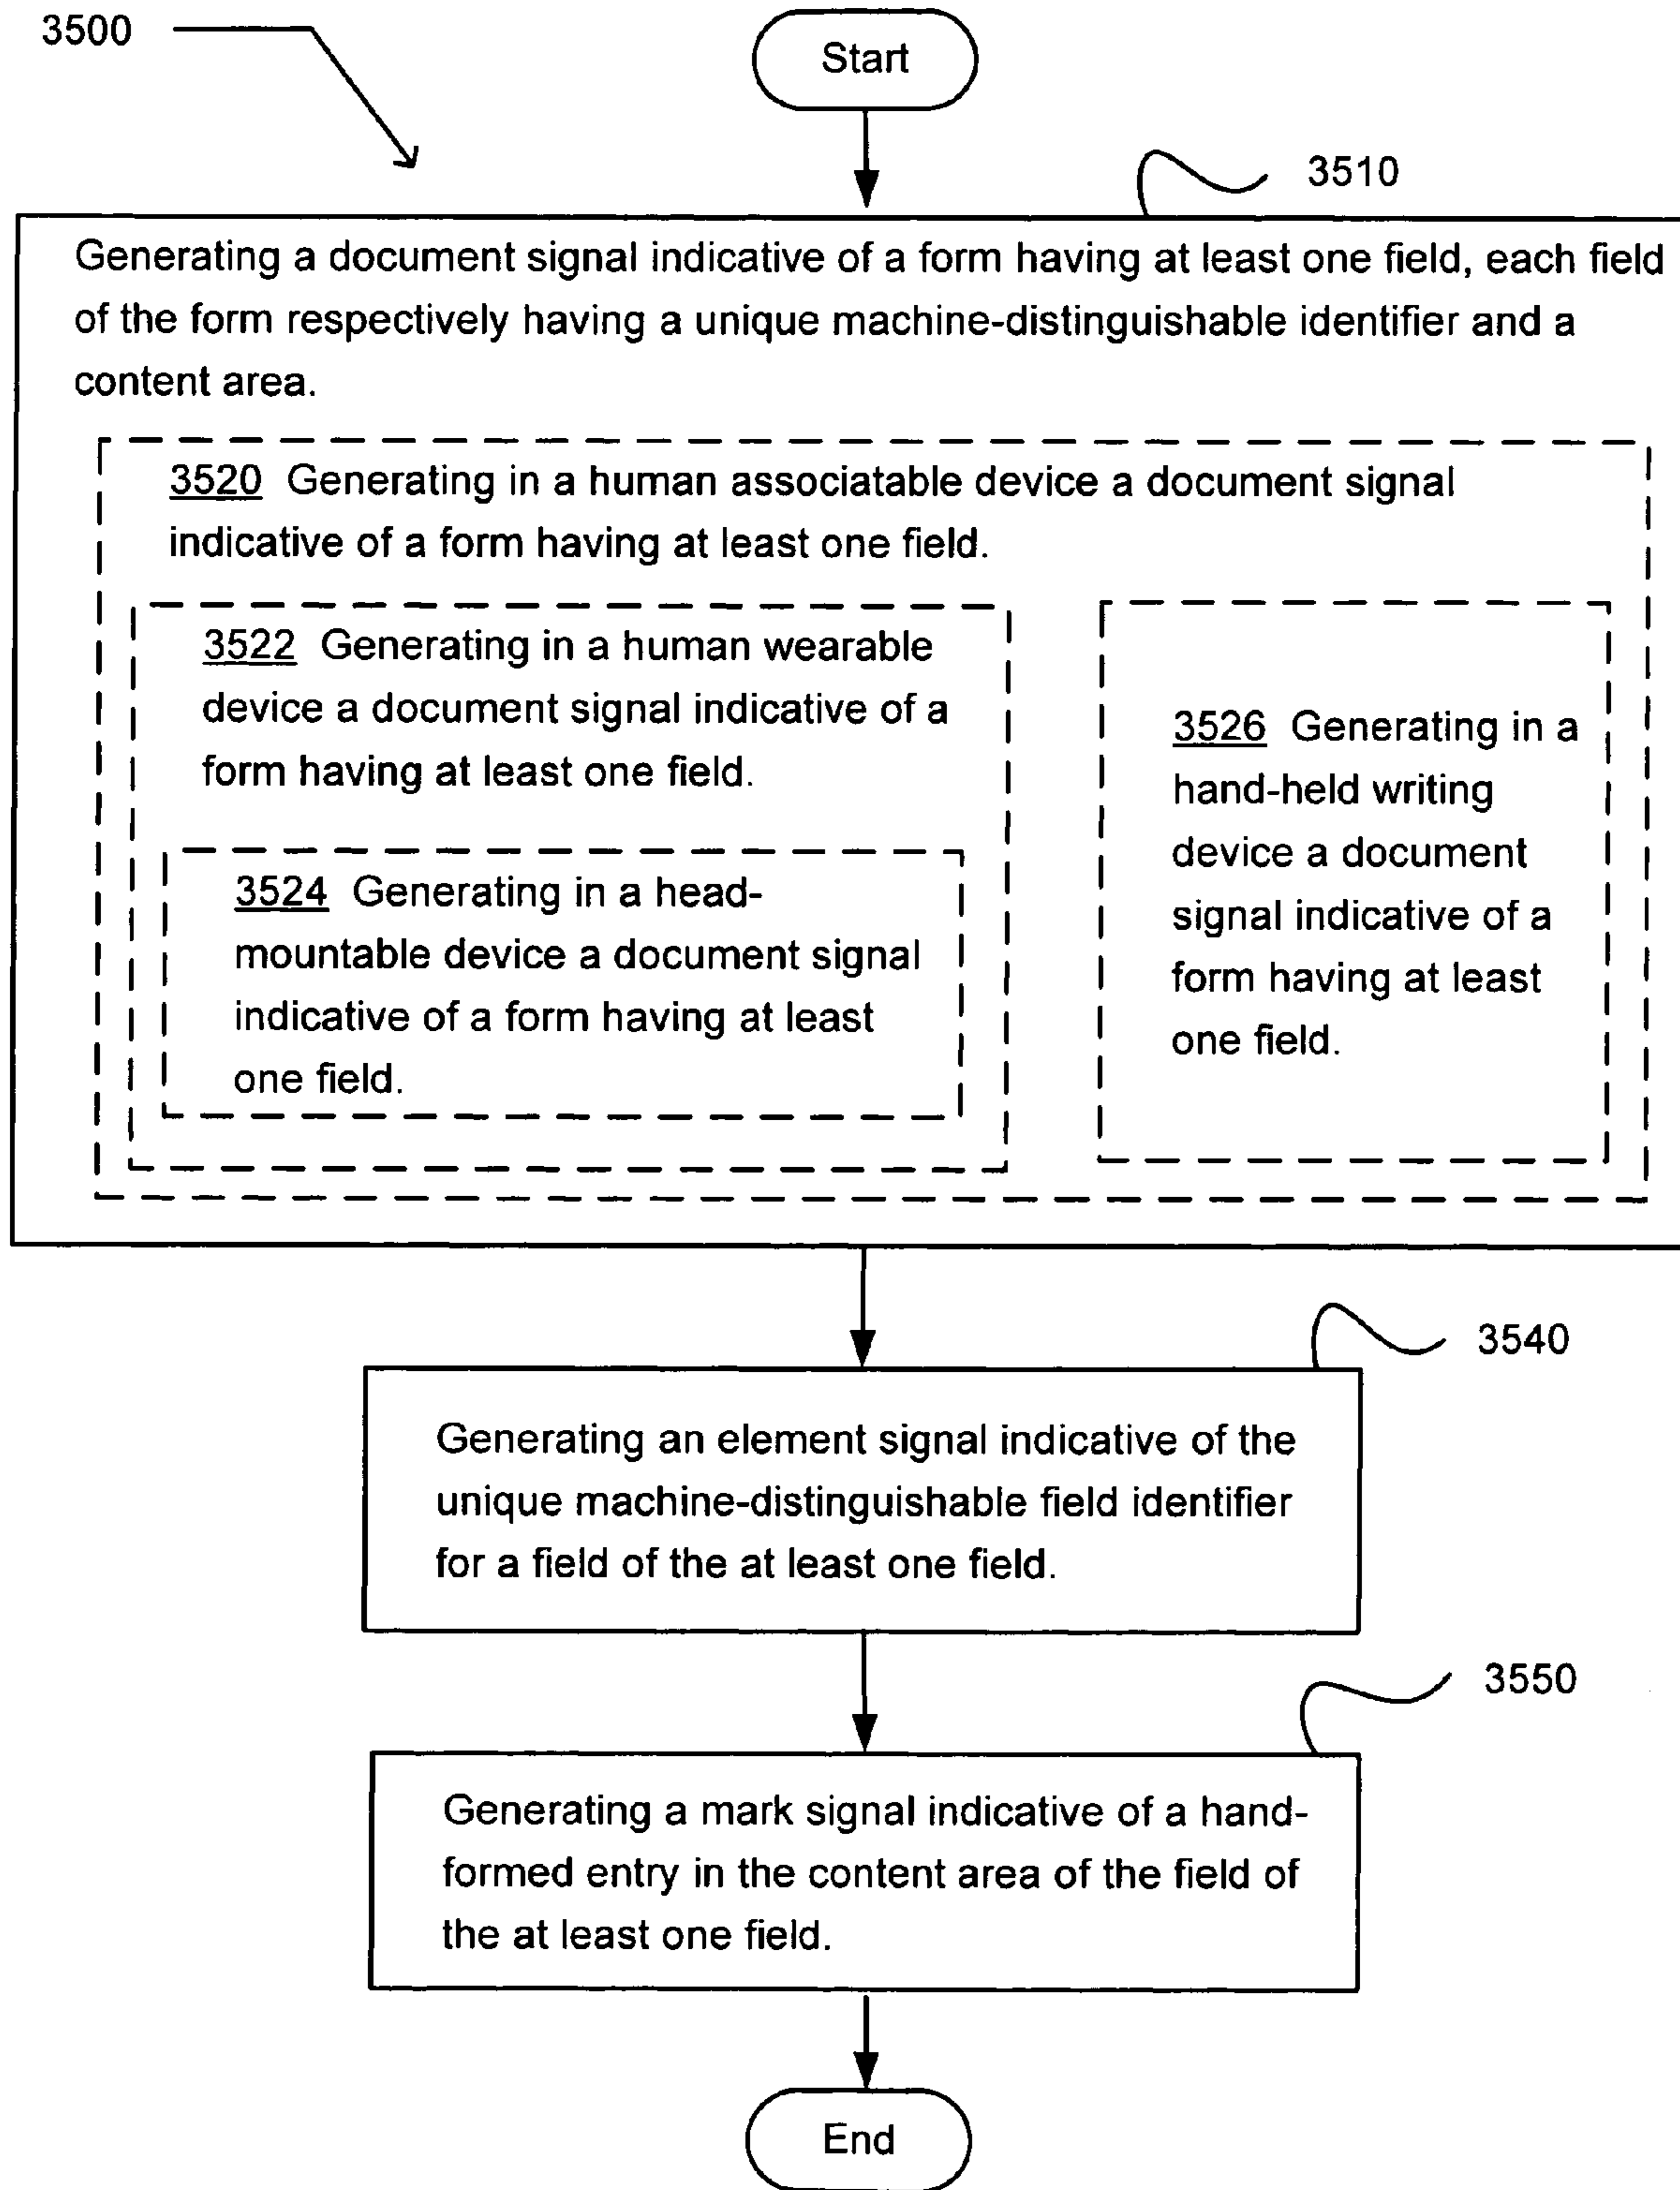 3500
Start
3510
Generating a document signal indicative of a form having at least one field, each field
of the form respectively having a unique machine-distinguishable identifier and a
content area.
3520 Generating in a human associatable device a document signal
indicative of a form having at least one field.
3522 Generating in a human wearable
device a document signal indicative of a
form having at least one field.
3524 Generating in a head-
mountable device a document signal
indicative of a form having at least
one field.
3526 Generating in a
hand-held writing
device a document
signal indicative of a
form having at least
one field.
3540
Generating an element signal indicative of the
unique machine-distinguishable field identifier
for a field of the at least one field.
3550
Generating a mark signal indicative of a hand-
formed entry in the content area of the field of
the at least one field.
End